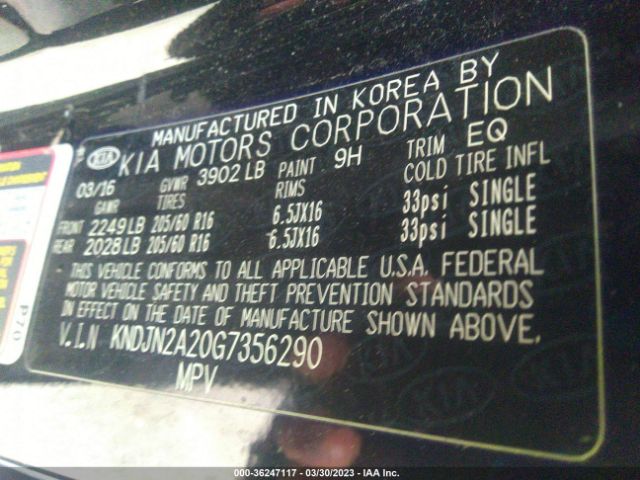 MANUFACTURED IN KOREA BY
KIA KIA MOTORS CORPORATION
03/16 GVWR 3902 LB PAINT 9H TRIM EQ
GAWR TIRES RIMS COLD TIRE INFL
FRONT 2249 LB 205/60 R16 6.5JX16 33psi SINGLE
REAR 2028 LB 205/60 R16 6.5JX16 33psi SINGLE
THIS VEHICLE CONFORMS TO ALL APPLICABLE U.S.A. FEDERAL
MOTOR VEHICLE SAFETY AND THEFT PREVENTION STANDARDS
IN EFFECT ON THE DATE OF MANUFACTURE SHOWN ABOVE.
V.I.N KNDJN2A20G7356290
MPV
P70
000-36247117 — 03/30/2023 — IAA Inc.